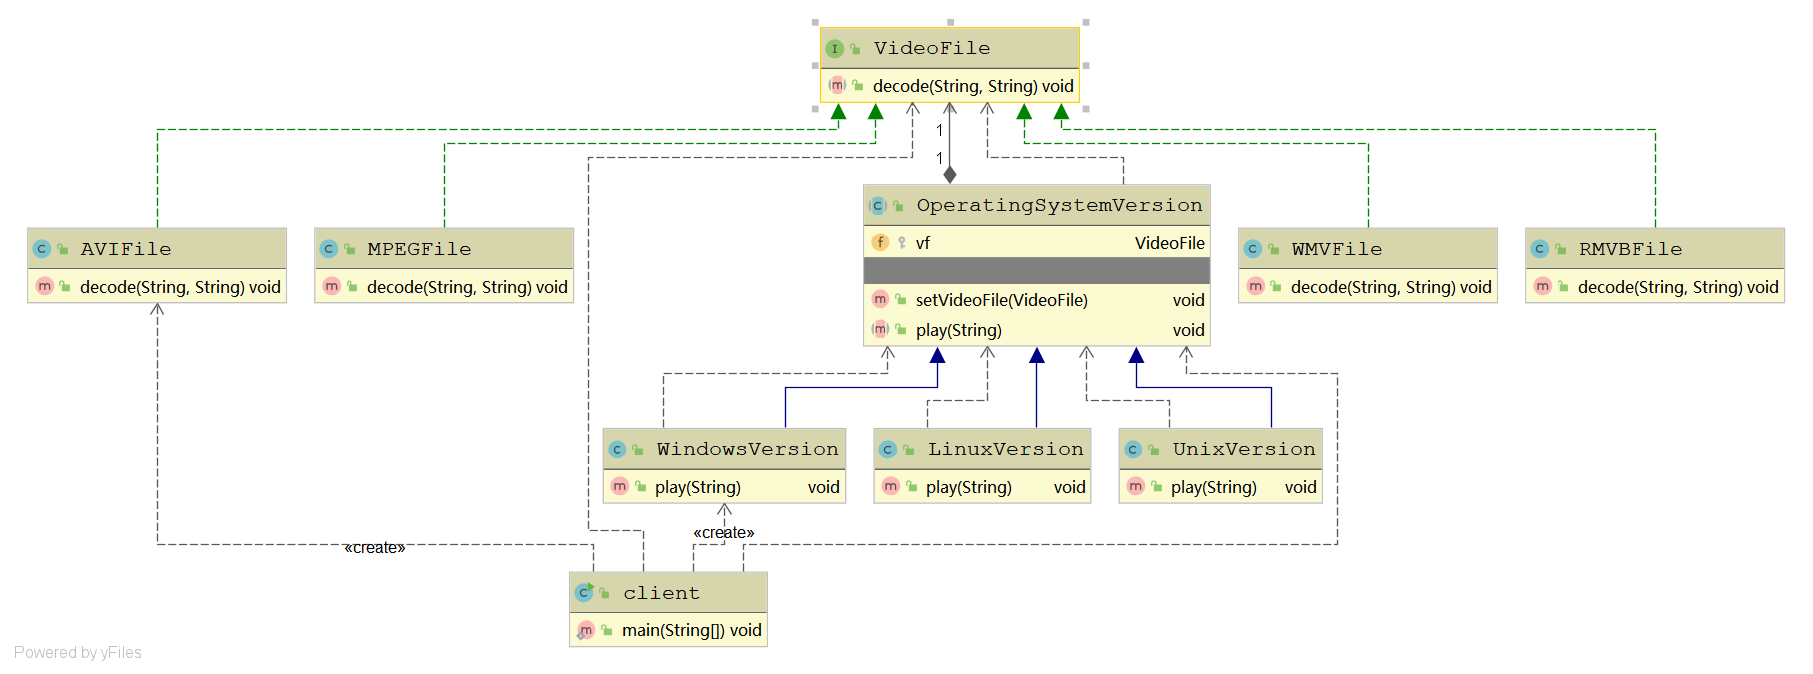 VideoFile
decode(String, String) void
1
1
OperatingSystemVersion
vf VideoFile
setVideoFile(VideoFile) void
play(String) void
AVIFile
decode(String, String) void
MPEGFile
decode(String, String) void
WMVFile
decode(String, String) void
RMVBFile
decode(String, String) void
WindowsVersion
play(String) void
LinuxVersion
play(String) void
UnixVersion
play(String) void
«create»
«create»
client
main(String[]) void
Powered by yFiles